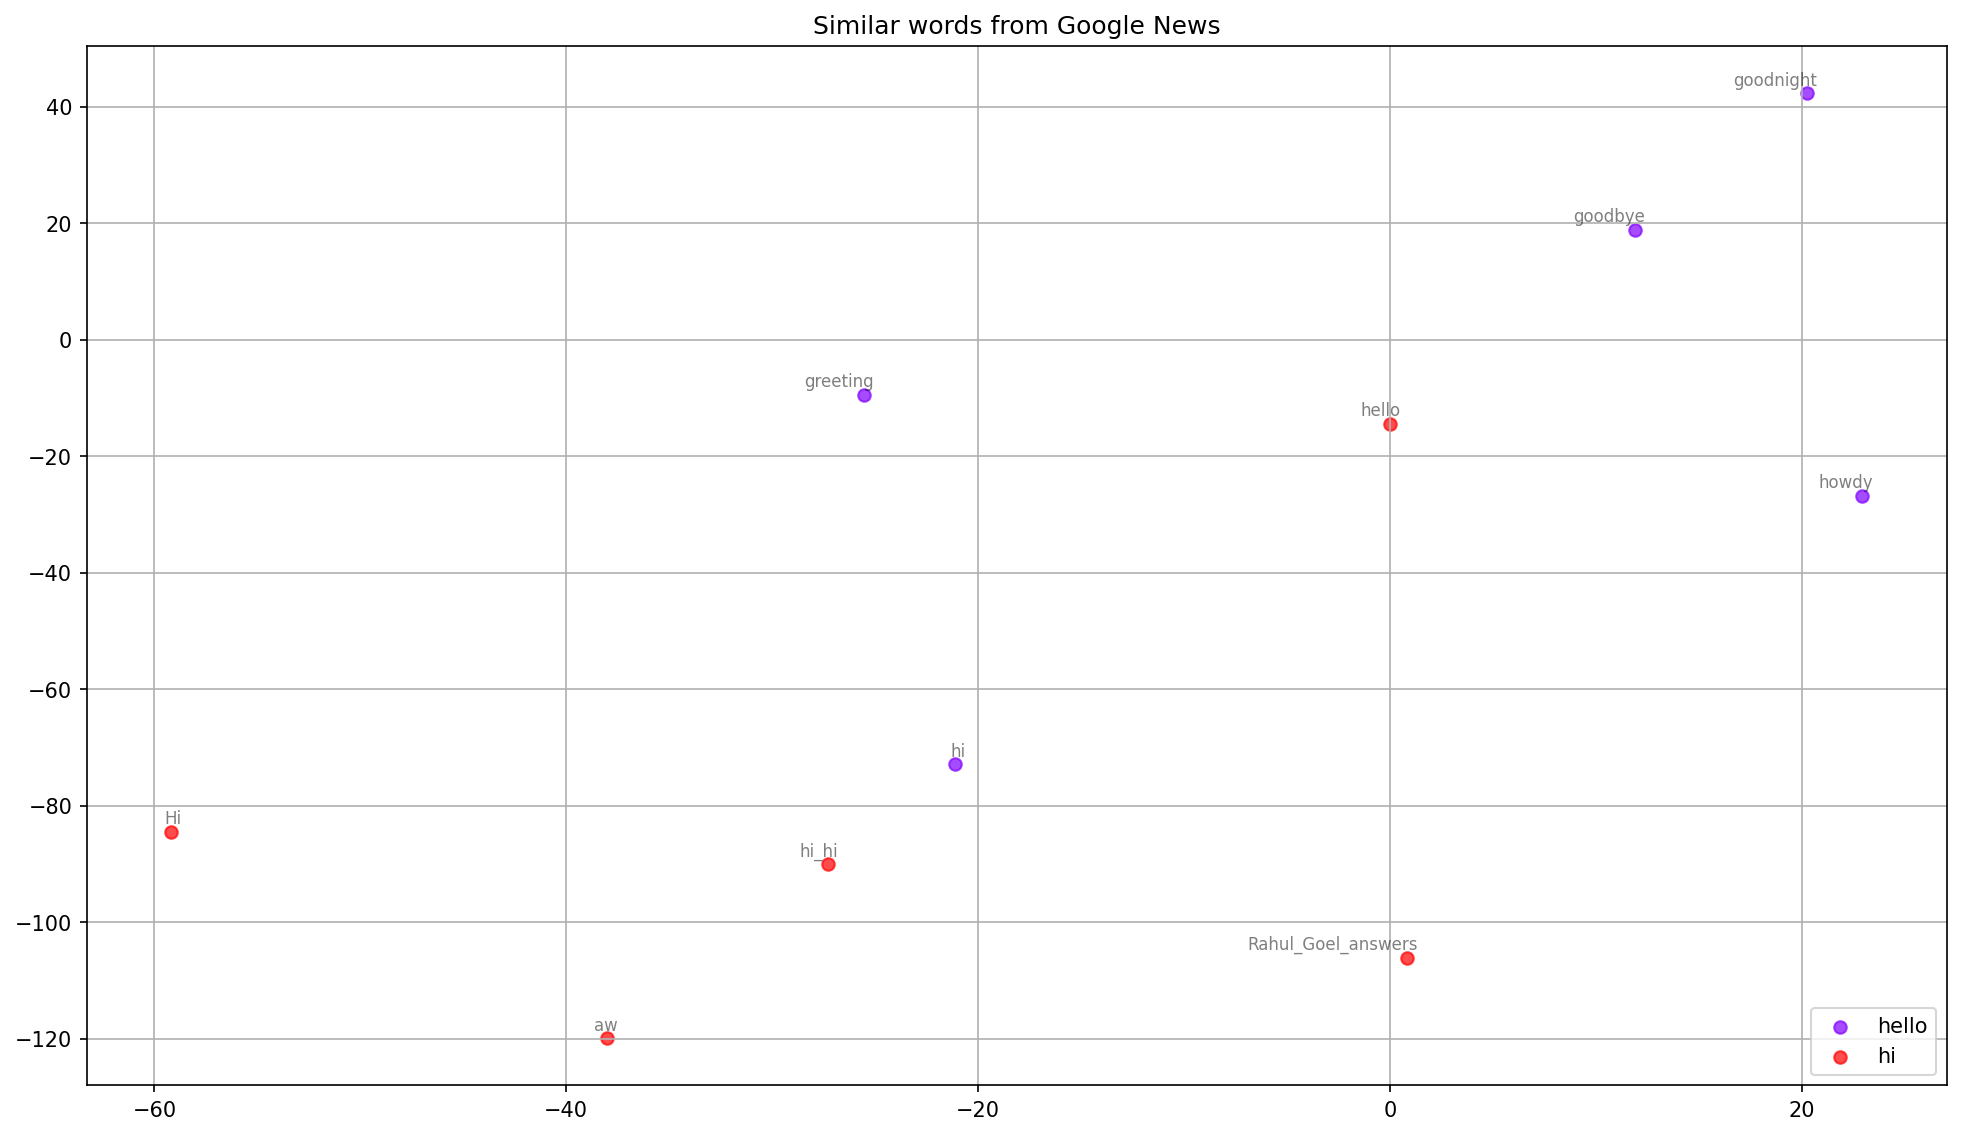 Similar words from Google News
goodnight
40
goodbye
20
0
greeting
hello
−20
howdy
−40
−60
hi
−80
Hi
hi_hi
−100
Rahul_Goel_answers
aw
−120
hello
hi
−60
−40
−20
0
20